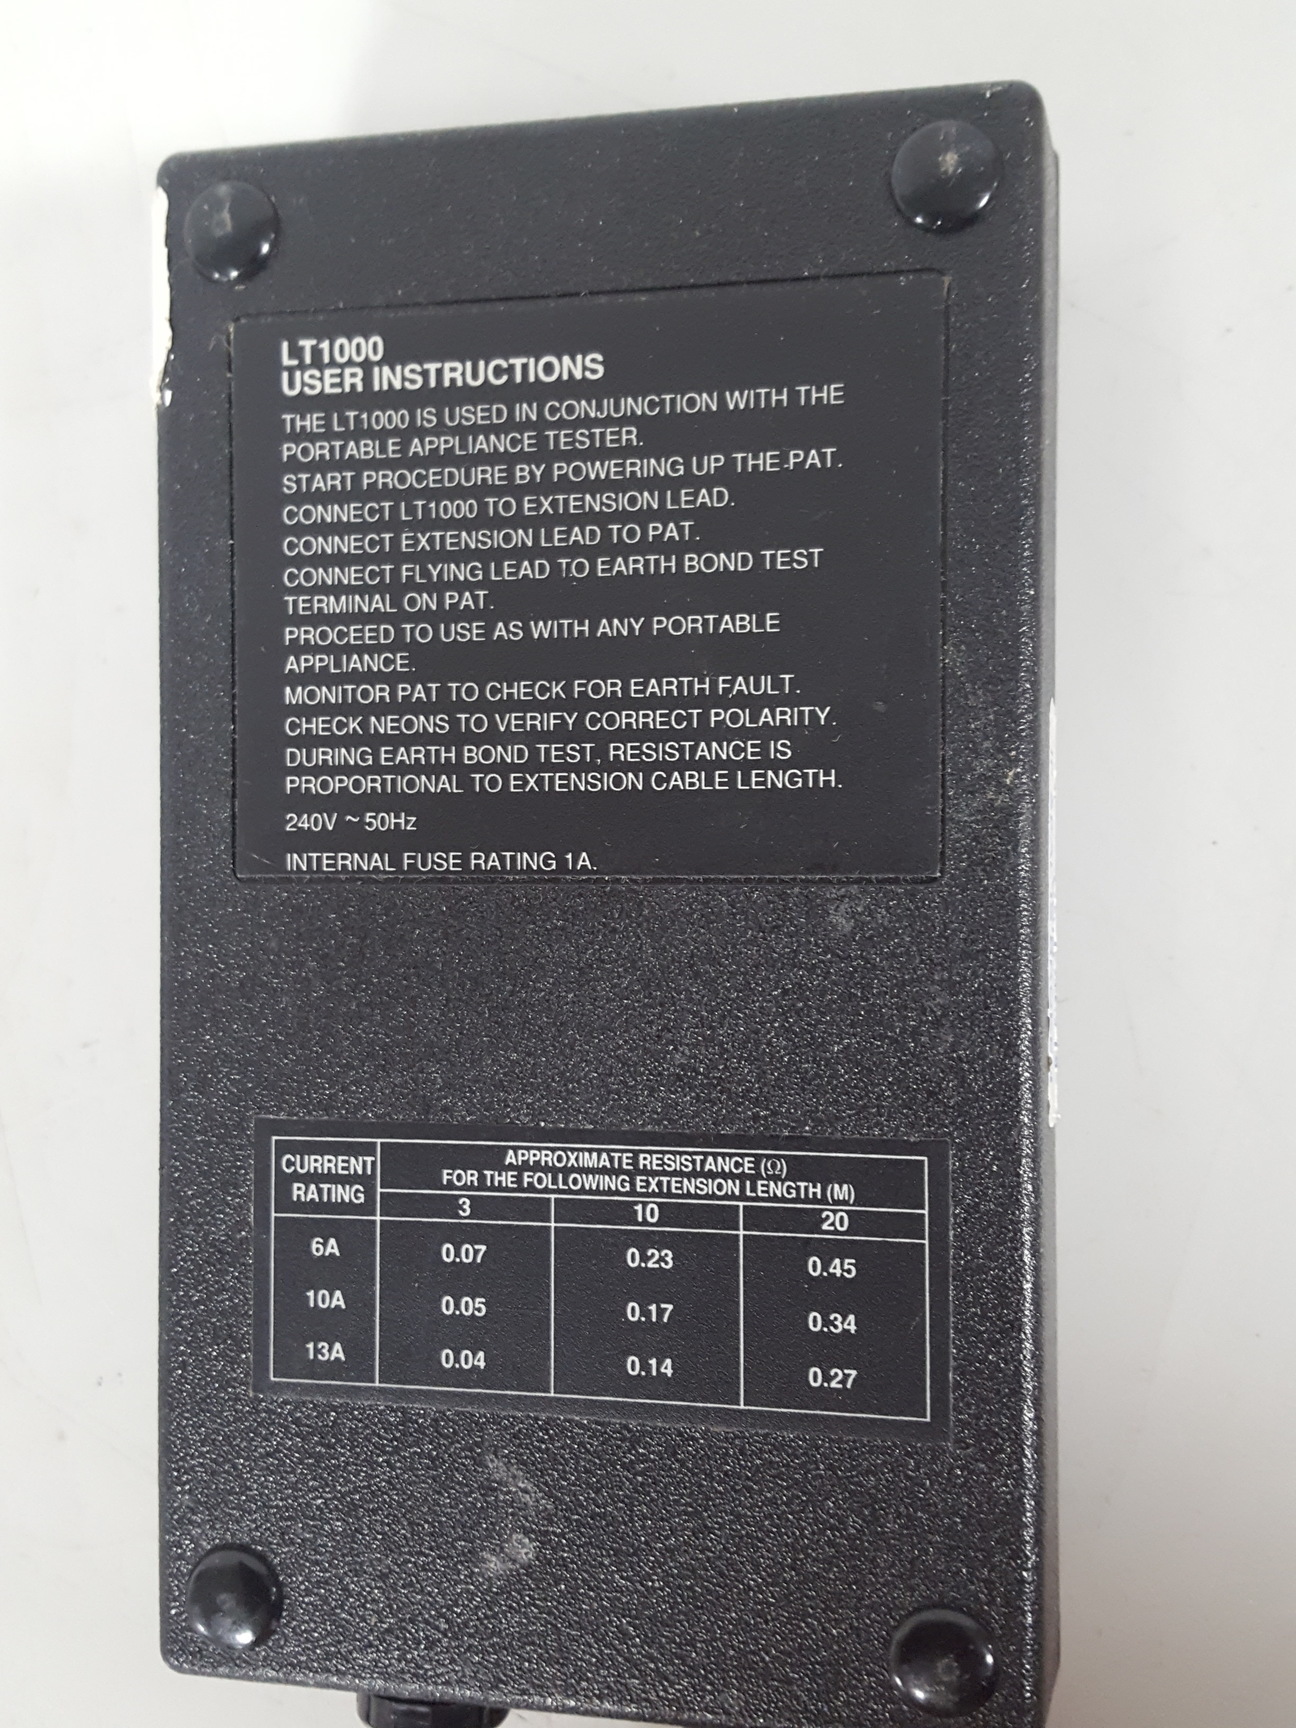 LT1000
USER INSTRUCTIONS
THE LT1000 IS USED IN CONJUNCTION WITH THE
PORTABLE APPLIANCE TESTER.
START PROCEDURE BY POWERING UP THE PAT.
CONNECT LT1000 TO EXTENSION LEAD.
CONNECT EXTENSION LEAD TO PAT.
CONNECT FLYING LEAD TO EARTH BOND TEST
TERMINAL ON PAT.
PROCEED TO USE AS WITH ANY PORTABLE
APPLIANCE.
MONITOR PAT TO CHECK FOR EARTH FAULT.
CHECK NEONS TO VERIFY CORRECT POLARITY.
DURING EARTH BOND TEST, RESISTANCE IS
PROPORTIONAL TO EXTENSION CABLE LENGTH.
240V ~ 50Hz
INTERNAL FUSE RATING 1A.
CURRENT
RATING
APPROXIMATE RESISTANCE (Ω)
FOR THE FOLLOWING EXTENSION LENGTH (M)
3 10 20
6A 0.07 0.23 0.45
10A 0.05 0.17 0.34
13A 0.04 0.14 0.27